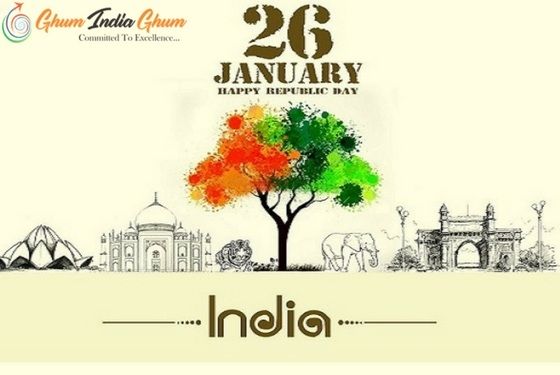 Ghum India Ghum
Committed To Excellence...
26
JANUARY
HAPPY REPUBLIC DAY
India